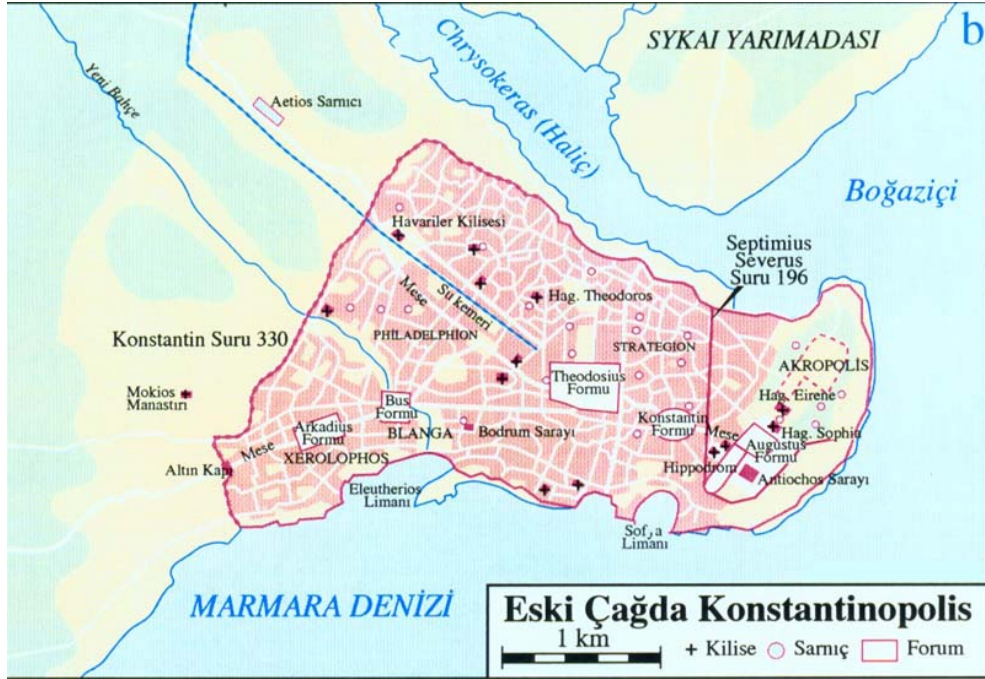 b
SYKAI YARIMADASI
Chrysokeras (Haliç)
Yeni Bahçe
Aetios Sarnıcı
Boğaziçi
Havariler Kilisesi
Septimius
Severus
Suru 196
Mese
Su kemeri
Hag. Theodoros
Konstantin Suru 330
PHILADELPHION
STRATEGION
AKROPOLİS
Mokios
Manastırı
Theodosius
Formu
Hag. Eirene
Bus
Formu
Konstantin
Formu
Arkadius
Formu
BLANGA
Bodrum Sarayı
Mese
Hag. Sophia
Augustus
Formu
Mese
XEROLOPHOS
Hippodrom
Altın Kapı
Antiochos Sarayı
Eleutherios
Limanı
Limanı
MARMARA DENİZİ
Eski Çağda Konstantinopolis
1 km
Kilise
Sarnıç
Forum